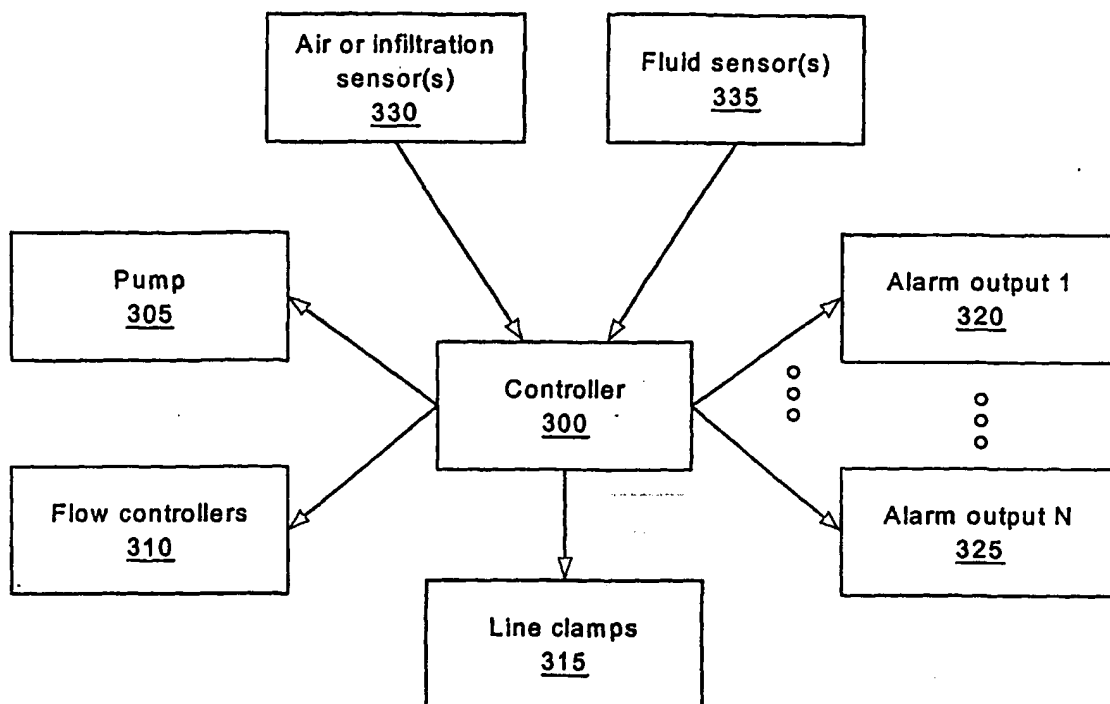 Air or infiltration
sensor(s)
330
Fluid sensor(s)
335
Pump
305
Alarm output 1
320
Controller
300
Flow controllers
310
Alarm output N
325
Line clamps
315